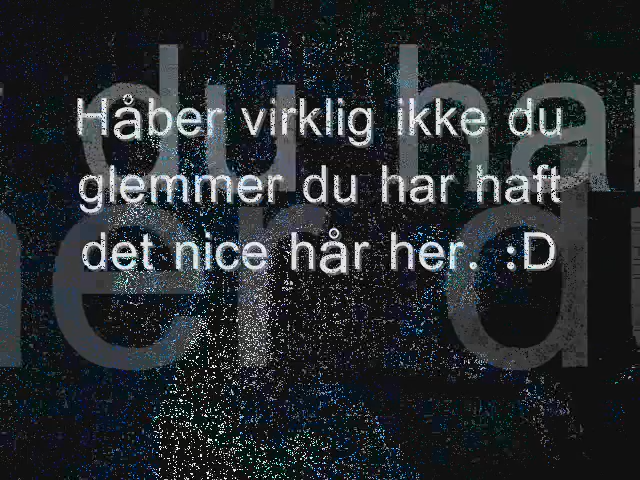 Håber virklig ikke du
glemmer du har haft
det nice hår her. :D